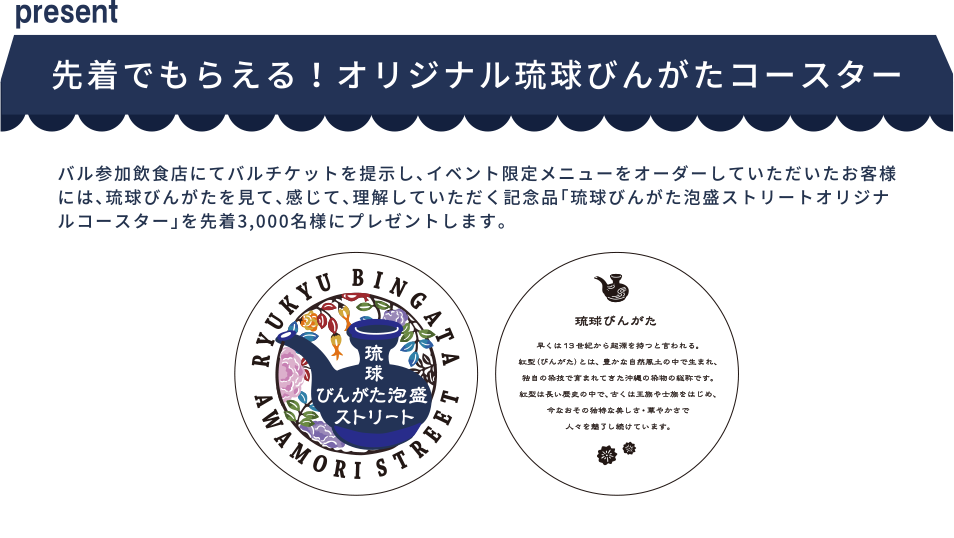 present
先着でもらえる！オリジナル琉球びんがたコースター
バル参加飲食店にてバルチケットを提示し、イベント限定メニューをオーダーしていただいたお客様
には、琉球びんがたを見て、感じて、理解していただく記念品「琉球びんがた泡盛ストリートオリジナ
ルコースター」を先着3,000名様にプレゼントします。
RYUKYU BINGATA
琉
球
びんがた泡盛
ストリート
AWAMORI STREET
琉球びんがた
早くは13世紀から起源を持つと言われる。
紅型(びんがた)とは、豊かな自然風土の中で生まれ、
独自の染技で育まれてきた沖縄の染物の総称です。
紅型は長い歴史の中で、古くは王族や士族をはじめ、
今なおその独特な美しさ・華やかさで
人々を魅了し続けています。